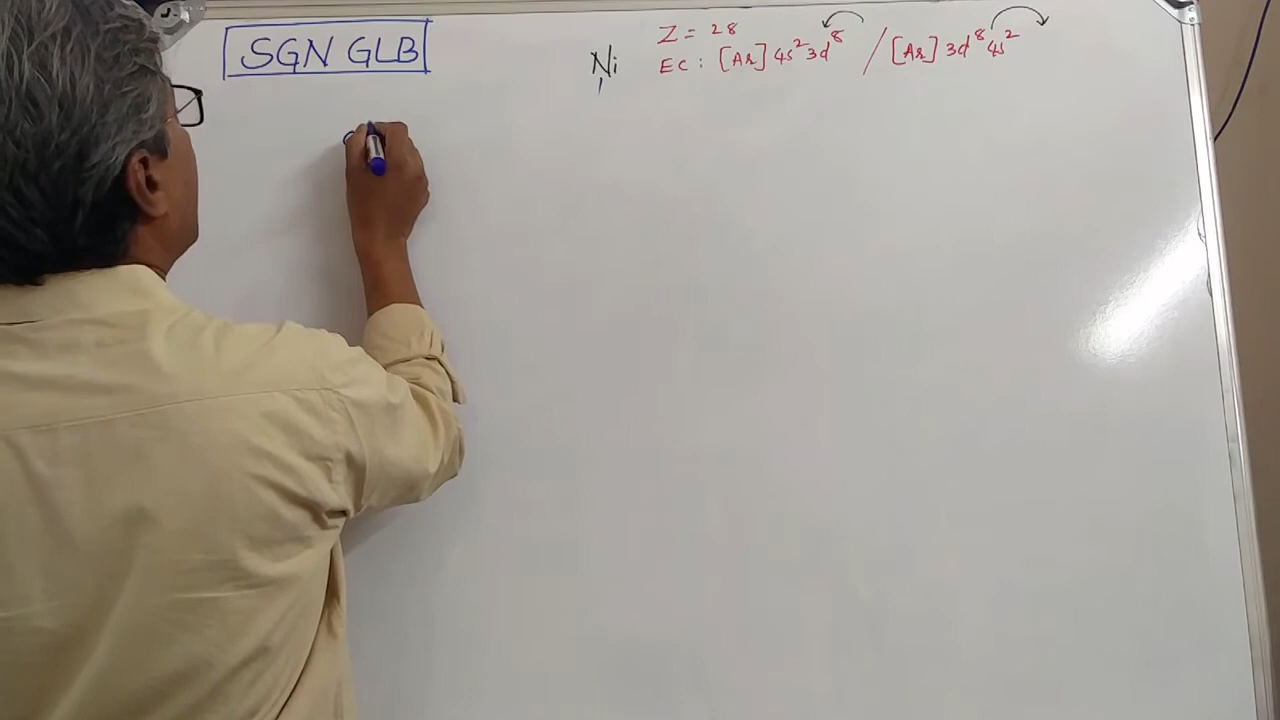 SGN GLB
Z = 28
Ni EC : [Ar] 4s² 3d⁸ / [Ar] 3d⁸ 4s²